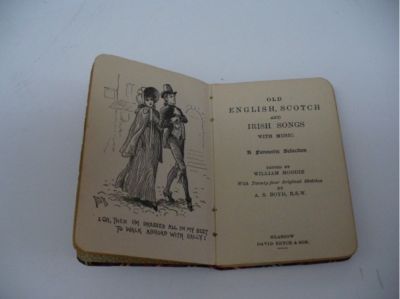 & OH, THEN I'M DRESSED ALL IN MY BEST
TO WALK ABROAD WITH SALLY!
OLD
ENGLISH, SCOTCH
AND
IRISH SONGS
WITH MUSIC
A Favourite Selection
EDITED BY
WILLIAM MOODIE
With Twenty-four Original Sketches
BY
A. S. BOYD, R.S.W.
GLASGOW
DAVID BRYCE & SON.